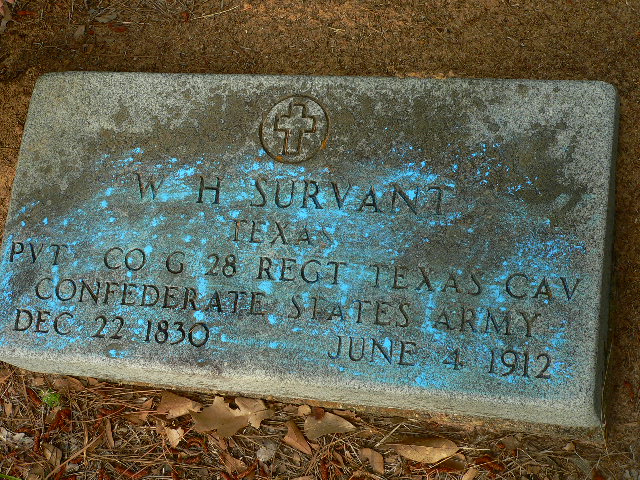 W H SURVANT
TEXAS
PVT CO G 28 REGT TEXAS CAV
CONFEDERATE STATES ARMY
DEC 22 1830 JUNE 4 1912